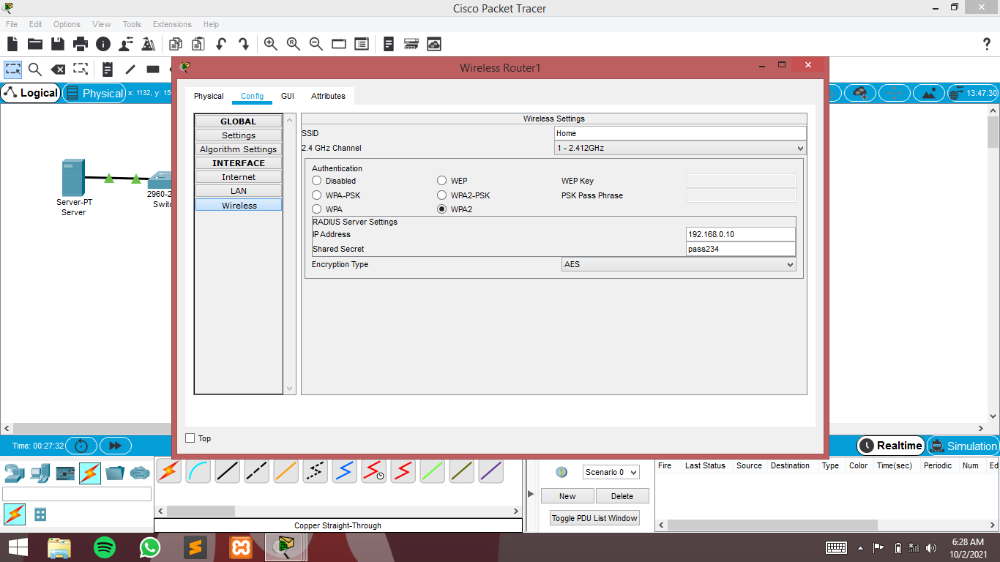 Cisco Packet Tracer
File Edit Options View Tools Extensions Help
?
Wireless Router1
Logical
Physical
x: 1132, y:
13:47:30
Physical Config GUI Attributes
GLOBAL
Settings
Algorithm Settings
INTERFACE
Internet
LAN
Wireless
Wireless Settings
SSID Home
2.4 GHz Channel 1 - 2.412GHz
Authentication
Disabled WEP WEP Key
WPA-PSK WPA2-PSK PSK Pass Phrase
WPA WPA2
RADIUS Server Settings
IP Address 192.168.0.10
Shared Secret pass234
Encryption Type AES
Top
Server-PT
Server
2960-2
Switc
Time: 00:27:32
Realtime
Simulation
Copper Straight-Through
Scenario 0
New Delete
Toggle PDU List Window
Fire Last Status Source Destination Type Color Time(sec) Periodic Num Ed
6:28 AM
10/2/2021